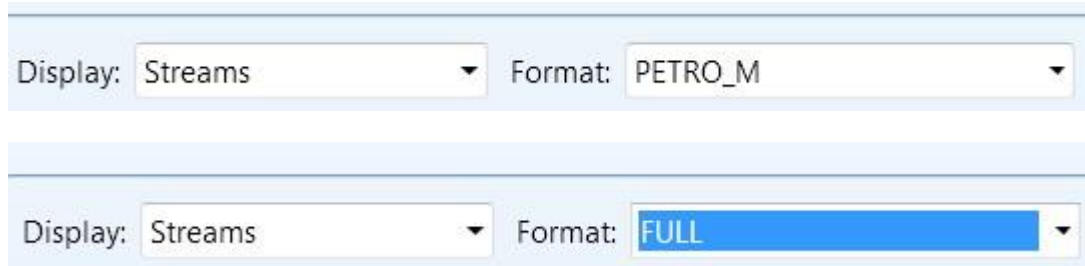 Display: Streams Format: PETRO_M
Display: Streams Format: FULL